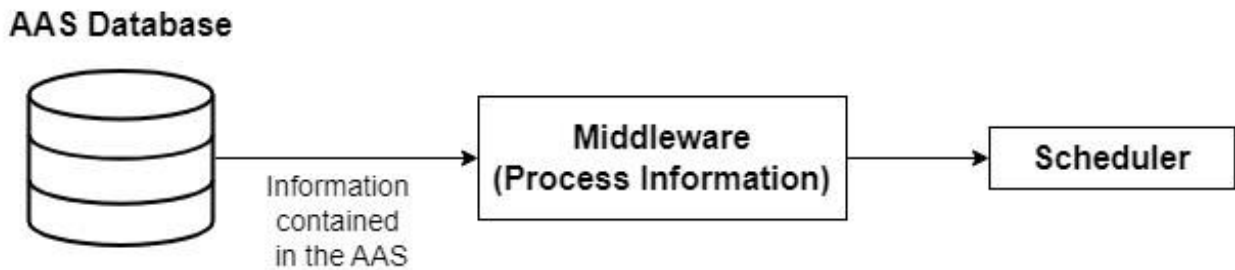 AAS Database
Information
contained
in the AAS
Middleware
(Process Information)
Scheduler